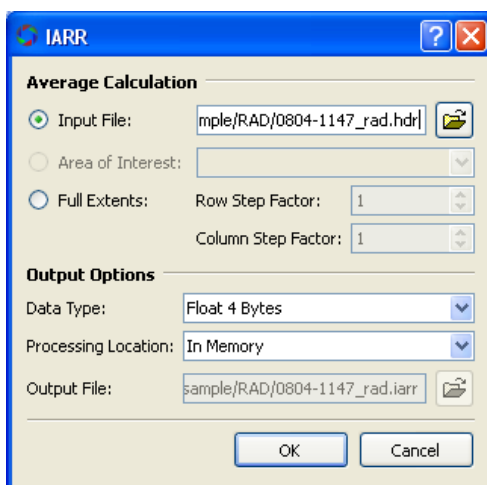 IARR
Average Calculation
Input File: mple/RAD/0804-1147_rad.hdr
Area of Interest:
Full Extents: Row Step Factor: 1
Column Step Factor: 1
Output Options
Data Type: Float 4 Bytes
Processing Location: In Memory
Output File: sample/RAD/0804-1147_rad.iarr
OK Cancel